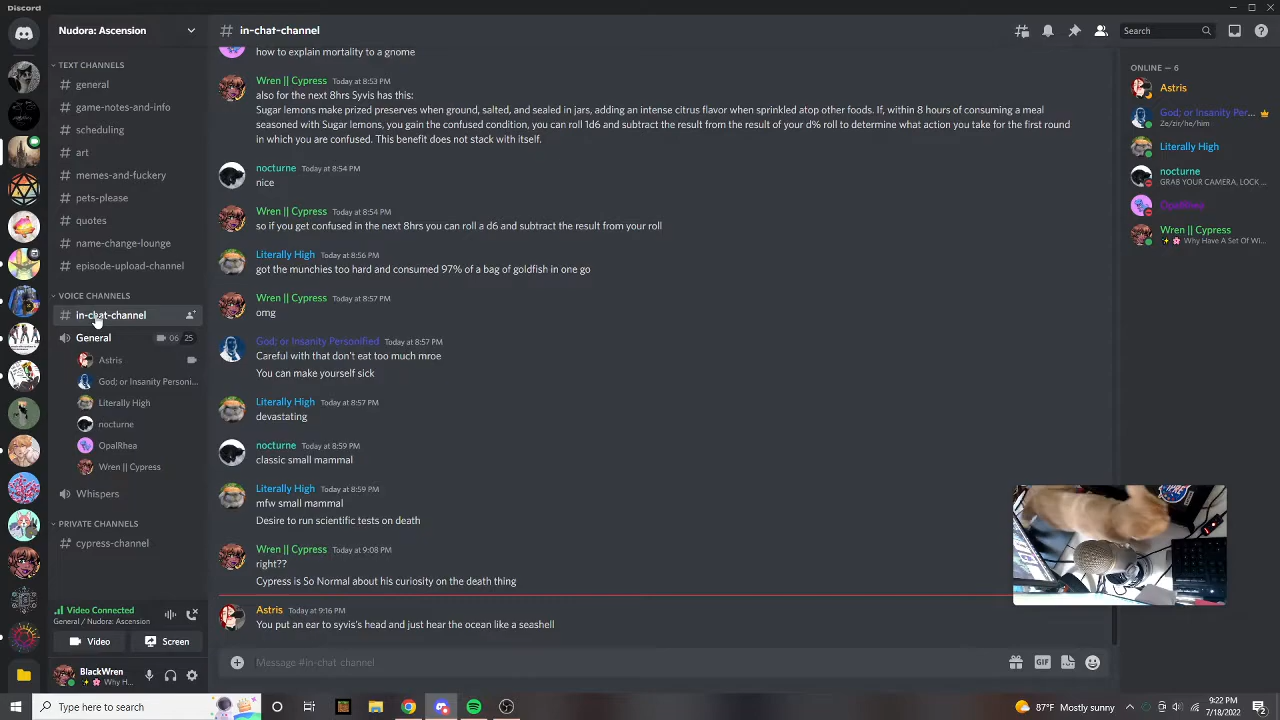 Discord
Nudora: Ascension
in-chat-channel
Search
TEXT CHANNELS
general
game-notes-and-info
scheduling
art
memes-and-fuckery
pets-please
quotes
name-change-lounge
episode-upload-channel
VOICE CHANNELS
in-chat-channel
General
06 25
Astris
God; or Insanity Personi...
Literally High
nocturne
OpalRhea
Wren || Cypress
Whispers
PRIVATE CHANNELS
cypress-channel
Video Connected
General / Nudora: Ascension
Video
Screen
BlackWren
Why H...
how to explain mortality to a gnome
Wren || Cypress Today at 8:53 PM
also for the next 8hrs Syvis has this:
Sugar lemons make prized preserves when ground, salted, and sealed in jars, adding an intense citrus flavor when sprinkled atop other foods. If, within 8 hours of consuming a meal
seasoned with Sugar lemons, you gain the confused condition, you can roll 1d6 and subtract the result from the result of your d% roll to determine what action you take for the first round
in which you are confused. This benefit does not stack with itself.
nocturne Today at 8:54 PM
nice
Wren || Cypress Today at 8:54 PM
so if you get confused in the next 8hrs you can roll a d6 and subtract the result from your roll
Literally High Today at 8:56 PM
got the munchies too hard and consumed 97% of a bag of goldfish in one go
Wren || Cypress Today at 8:57 PM
omg
God; or Insanity Personified Today at 8:57 PM
Careful with that don't eat too much mroe
You can make yourself sick
Literally High Today at 8:57 PM
devastating
nocturne Today at 8:59 PM
classic small mammal
Literally High Today at 8:59 PM
mfw small mammal
Desire to run scientific tests on death
Wren || Cypress Today at 9:08 PM
right??
Cypress is So Normal about his curiosity on the death thing
Astris Today at 9:16 PM
You put an ear to syvis's head and just hear the ocean like a seashell
Message #in-chat-channel
GIF
ONLINE — 6
Astris
God; or Insanity Per...
Ze/zir/he/him
Literally High
nocturne
GRAB YOUR CAMERA, LOCK ...
OpalRhea
Wren || Cypress
Why Have A Set Of Wi...
Type here to search
87°F Mostly sunny
9:22 PM
7/18/2022
2